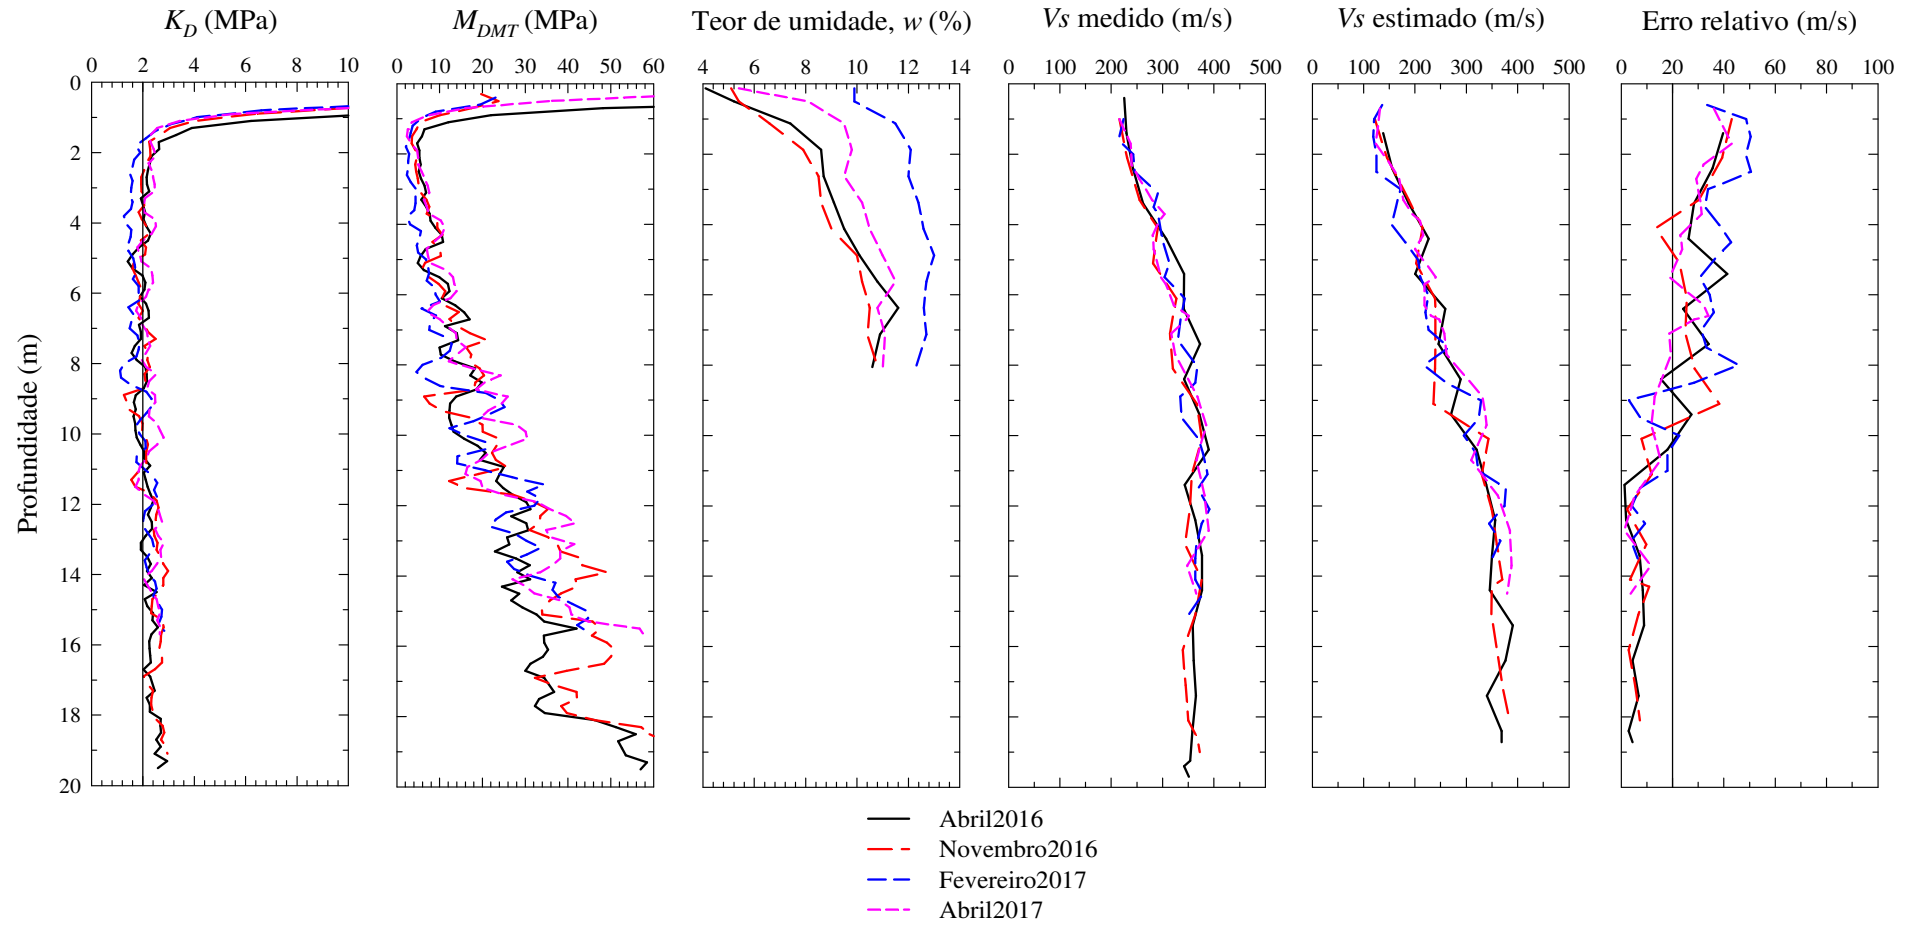 K_D (MPa) M_DMT (MPa) Teor de umidade, w (%) Vs medido (m/s) Vs estimado (m/s) Erro relativo (m/s)
0 2 4 6 8 10 0 10 20 30 40 50 60 4 6 8 10 12 14 0 100 200 300 400 500 0 100 200 300 400 500 0 20 40 60 80 100
0
2
4
6
8
10
12
14
16
18
20
Profundidade (m)
Abril2016
Novembro2016
Fevereiro2017
Abril2017